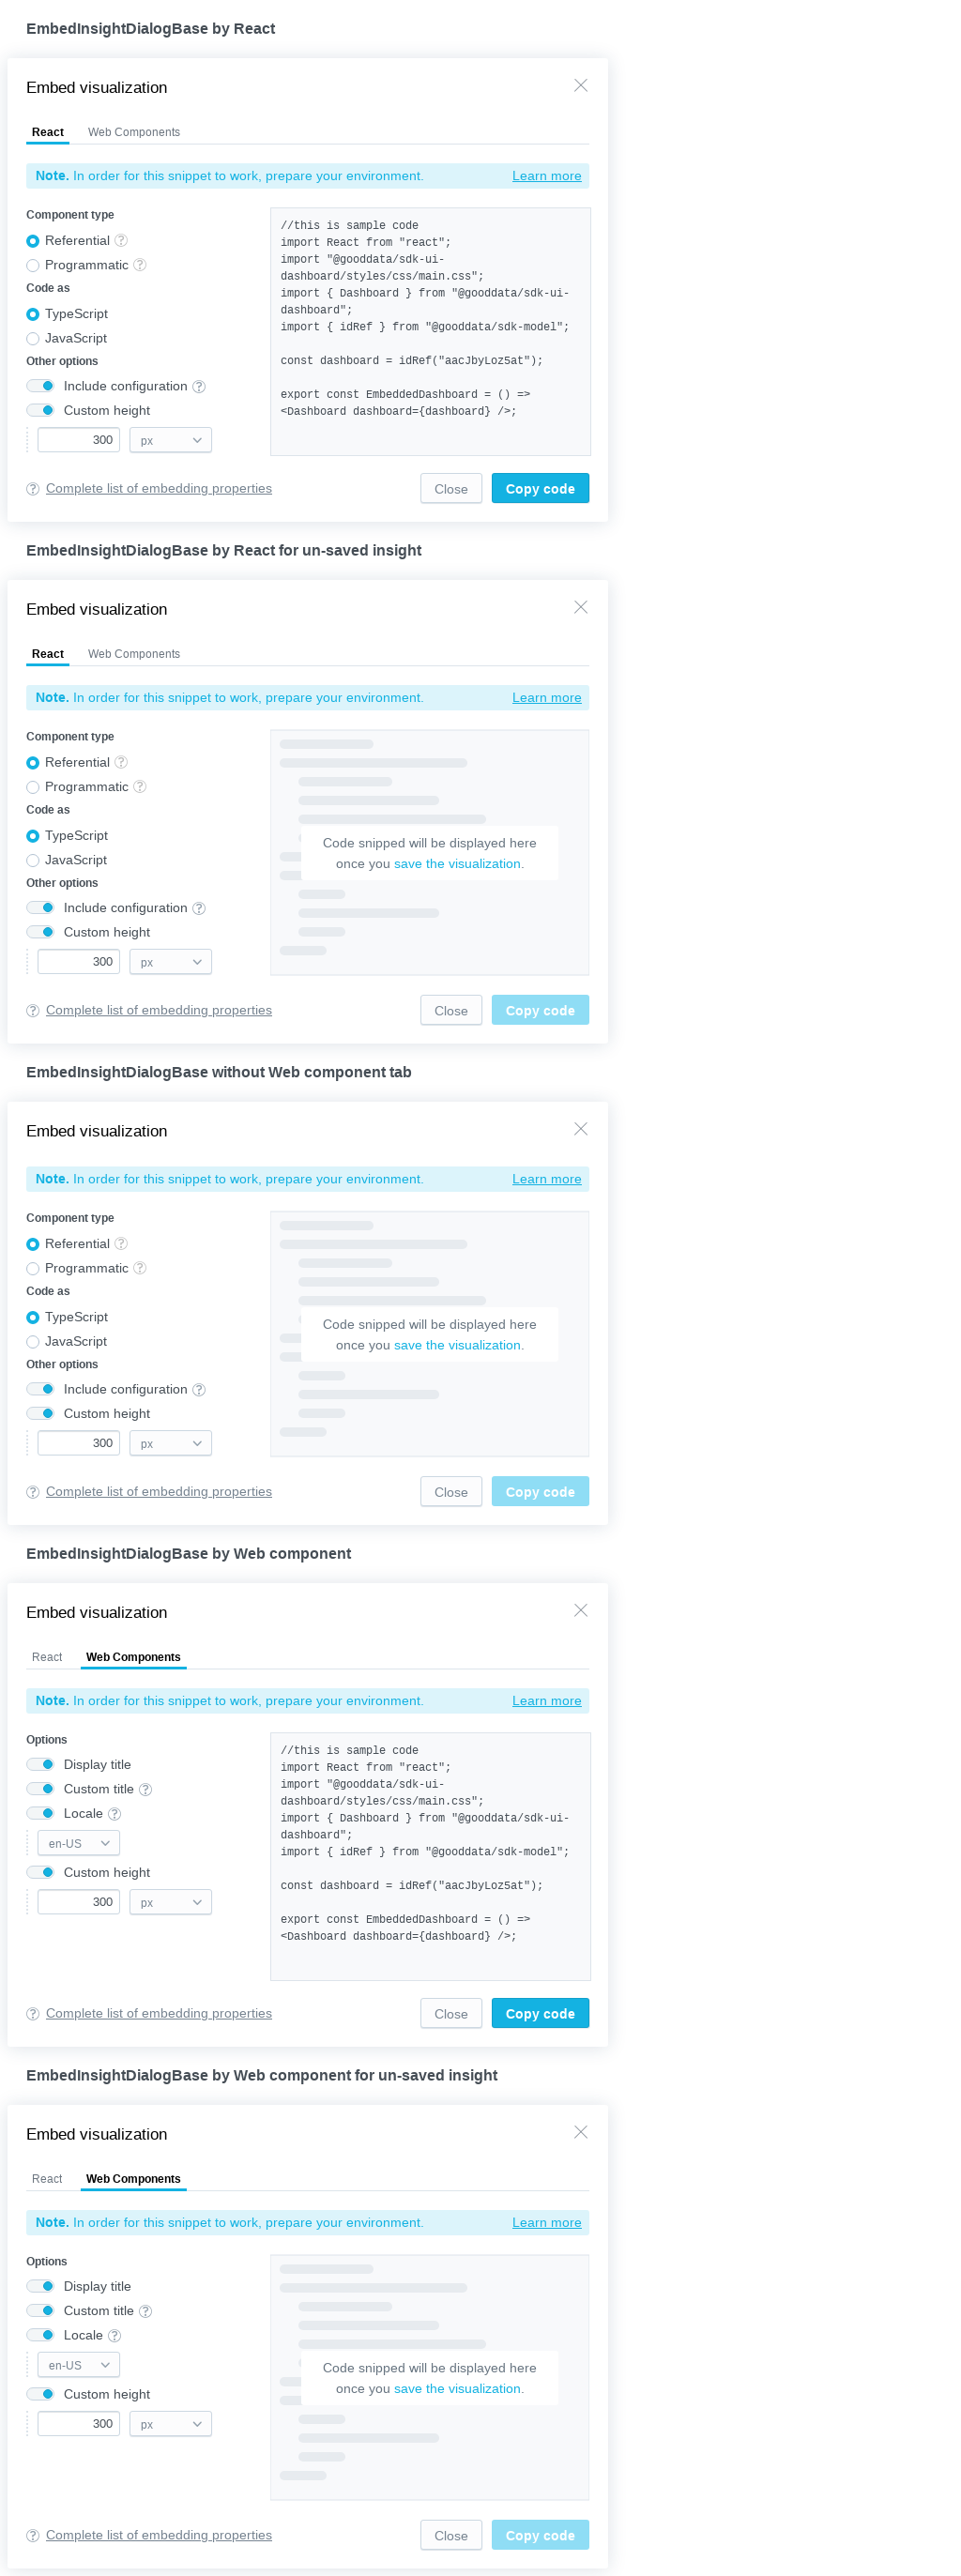 EmbedInsightDialogBase by React
Embed visualization
React Web Components
Note. In order for this snippet to work, prepare your environment. Learn more
Component type
Referential
Programmatic
Code as
TypeScript
JavaScript
Other options
Include configuration
Custom height
300 px
//this is sample code
import React from "react";
import "@gooddata/sdk-ui-
dashboard/styles/css/main.css";
import { Dashboard } from "@gooddata/sdk-ui-
dashboard";
import { idRef } from "@gooddata/sdk-model";
const dashboard = idRef("aacJbyLoz5at");
export const EmbeddedDashboard = () =>
<Dashboard dashboard={dashboard} />;
Complete list of embedding properties
Close Copy code
EmbedInsightDialogBase by React for un-saved insight
Embed visualization
React Web Components
Note. In order for this snippet to work, prepare your environment. Learn more
Component type
Referential
Programmatic
Code as
TypeScript
JavaScript
Other options
Include configuration
Custom height
300 px
Code snipped will be displayed here
once you save the visualization.
Complete list of embedding properties
Close Copy code
EmbedInsightDialogBase without Web component tab
Embed visualization
Note. In order for this snippet to work, prepare your environment. Learn more
Component type
Referential
Programmatic
Code as
TypeScript
JavaScript
Other options
Include configuration
Custom height
300 px
Code snipped will be displayed here
once you save the visualization.
Complete list of embedding properties
Close Copy code
EmbedInsightDialogBase by Web component
Embed visualization
React Web Components
Note. In order for this snippet to work, prepare your environment. Learn more
Options
Display title
Custom title
Locale
en-US
Custom height
300 px
//this is sample code
import React from "react";
import "@gooddata/sdk-ui-
dashboard/styles/css/main.css";
import { Dashboard } from "@gooddata/sdk-ui-
dashboard";
import { idRef } from "@gooddata/sdk-model";
const dashboard = idRef("aacJbyLoz5at");
export const EmbeddedDashboard = () =>
<Dashboard dashboard={dashboard} />;
Complete list of embedding properties
Close Copy code
EmbedInsightDialogBase by Web component for un-saved insight
Embed visualization
React Web Components
Note. In order for this snippet to work, prepare your environment. Learn more
Options
Display title
Custom title
Locale
en-US
Custom height
300 px
Code snipped will be displayed here
once you save the visualization.
Complete list of embedding properties
Close Copy code